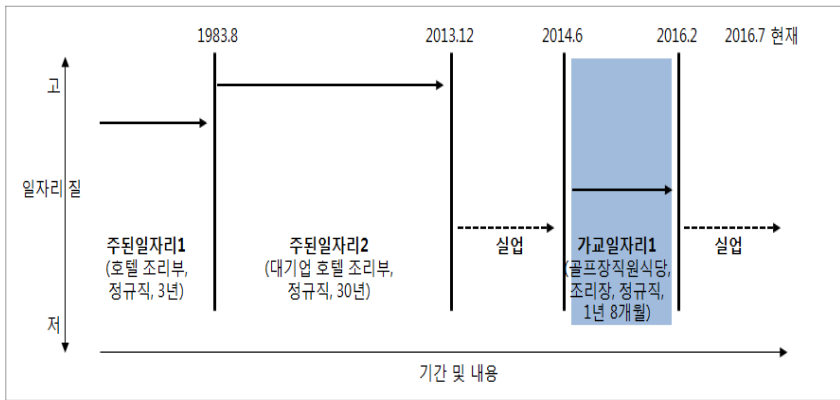 1983.8
2013.12
2014.6
2016.2
2016.7 현재
고
일자리 질
저
주된일자리1
(호텔 조리부,
정규직, 3년)
주된일자리2
(대기업 호텔 조리부,
정규직, 30년)
실업
가교일자리1
(골프장직원식당,
조리장, 정규직,
1년 8개월)
실업
기간 및 내용